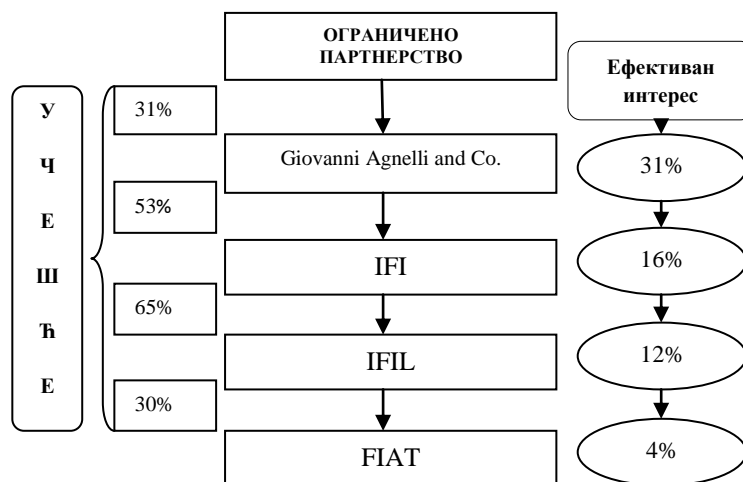 ОГРАНИЧЕНО
ПАРТНЕРСТВО
Ефективан
интерес
У
Ч
Е
Ш
Ћ
Е
31%
53%
65%
30%
Giovanni Agnelli and Co.
IFI
IFIL
FIAT
31%
16%
12%
4%